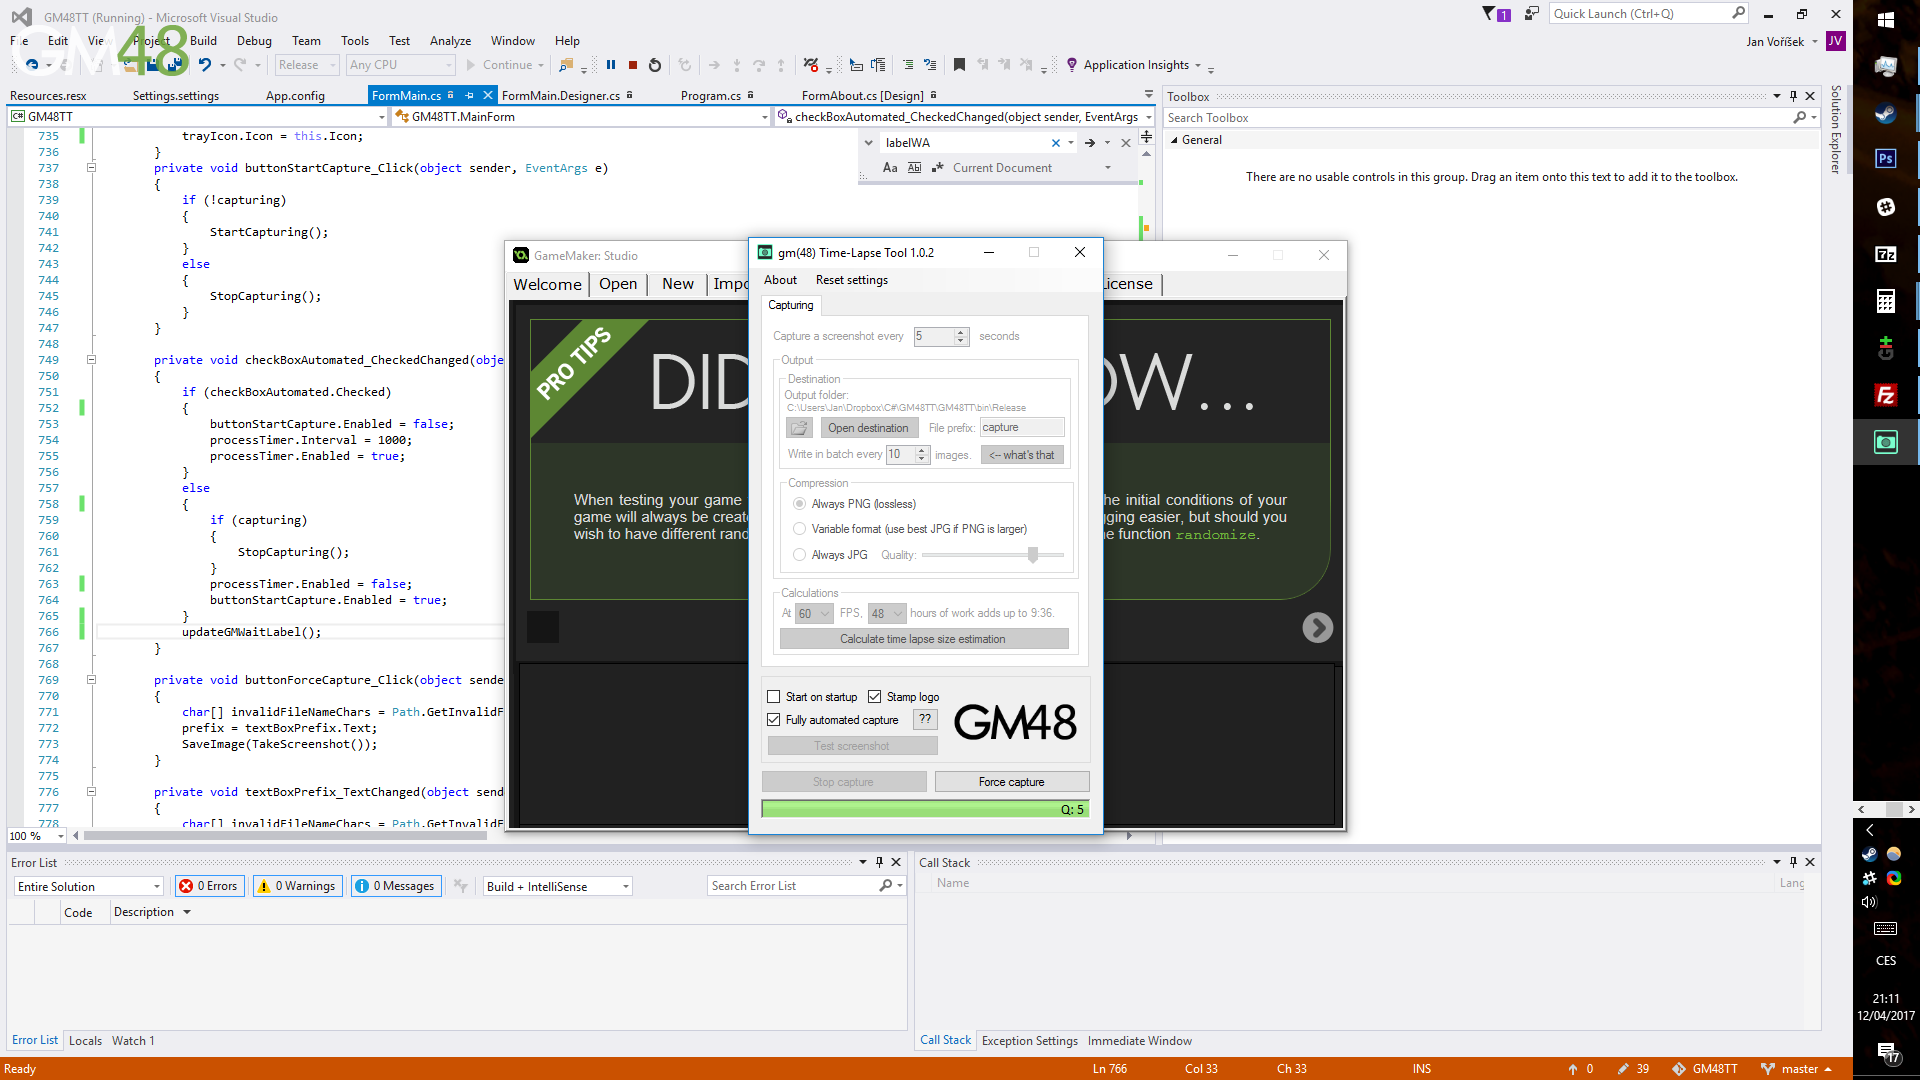 GM48TT (Running) - Microsoft Visual Studio
1
Quick Launch (Ctrl+Q)
File Edit View Project Build Debug Team Tools Test Analyze Window Help
GM48
Jan Voříšek
JV
Release
Any CPU
Continue
Application Insights
Resources.resx
Settings.settings
App.config
FormMain.cs
FormMain.Designer.cs
Program.cs
FormAbout.cs [Design]
C# GM48TT
GM48TT.MainForm
checkBoxAutomated_CheckedChanged(object sender, EventArgs
labelWA
Aa Abl .* Current Document
735 trayIcon.Icon = this.Icon;
736 }
737 private void buttonStartCapture_Click(object sender, EventArgs e)
738 {
739 if (!capturing)
740 {
741 StartCapturing();
742 }
743 else
744 {
745 StopCapturing();
746 }
747 }
748
749 private void checkBoxAutomated_CheckedChanged(obje
750 {
751 if (checkBoxAutomated.Checked)
752 {
753 buttonStartCapture.Enabled = false;
754 processTimer.Interval = 1000;
755 processTimer.Enabled = true;
756 }
757 else
758 {
759 if (capturing)
760 {
761 StopCapturing();
762 }
763 processTimer.Enabled = false;
764 buttonStartCapture.Enabled = true;
765 }
766 updateGMWaitLabel();
767 }
768
769 private void buttonForceCapture_Click(object sende
770 {
771 char[] invalidFileNameChars = Path.GetInvalidF
772 prefix = textBoxPrefix.Text;
773 SaveImage(TakeScreenshot());
774 }
775
776 private void textBoxPrefix_TextChanged(object send
777 {
778 char[] invalidFileNameChars = Path.GetInvalidF
100 %
GameMaker: Studio
Welcome Open New Impo
License
PRO TIPS
DID
OW...
When testing your game
game will always be create
wish to have different rand
he initial conditions of your
gging easier, but should you
e function randomize.
gm(48) Time-Lapse Tool 1.0.2
About Reset settings
Capturing
Capture a screenshot every 5 seconds
Output
Destination
Output folder:
C:\Users\Jan\Dropbox\C#\GM48TT\GM48TT\bin\Release
Open destination File prefix: capture
Write in batch every 10 images. <-- what's that
Compression
Always PNG (lossless)
Variable format (use best JPG if PNG is larger)
Always JPG Quality:
Calculations
At 60 FPS, 48 hours of work adds up to 9:36.
Calculate time lapse size estimation
Start on startup Stamp logo
Fully automated capture ??
Test screenshot
GM48
Stop capture Force capture
Q: 5
Toolbox
Search Toolbox
General
There are no usable controls in this group. Drag an item onto this text to add it to the toolbox.
Solution Explorer
Error List
Entire Solution 0 Errors 0 Warnings 0 Messages Build + IntelliSense Search Error List
Code Description
Error List Locals Watch 1
Call Stack
Name
Lang
Call Stack Exception Settings Immediate Window
Ready
Ln 766 Col 33 Ch 33 INS
0 39 GM48TT master
Ps
7z
Fz
CES
21:11
12/04/2017
17